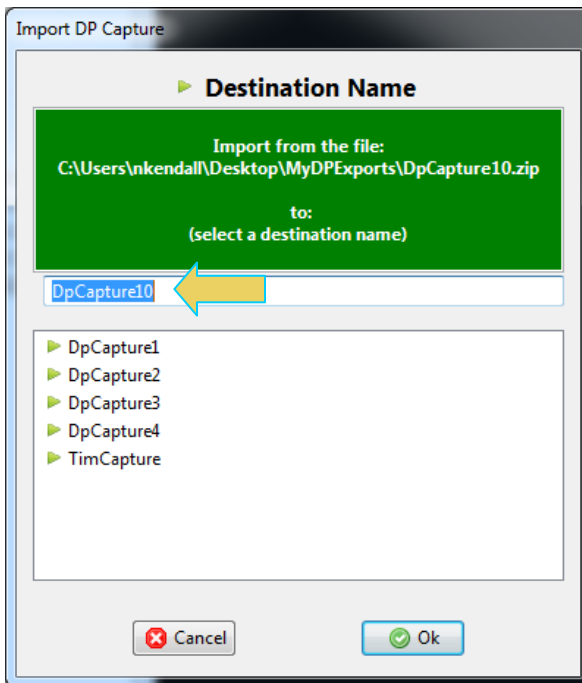 Import DP Capture
Destination Name
Import from the file:
C:\Users\nkendall\Desktop\MyDPExports\DpCapture10.zip
to:
(select a destination name)
DpCapture10
DpCapture1
DpCapture2
DpCapture3
DpCapture4
TimCapture
Cancel
Ok